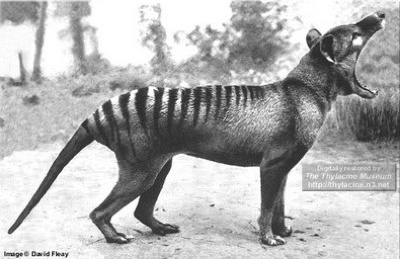 Digitally restored by
The Thylacine Museum
http://thylacine.n3.net
Image © David Fleay